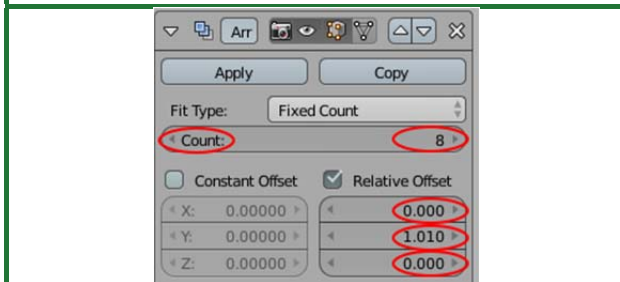 Arr
Apply Copy
Fit Type: Fixed Count
Count: 8
Constant Offset Relative Offset
X: 0.00000 0.000
Y: 0.00000 1.010
Z: 0.00000 0.000